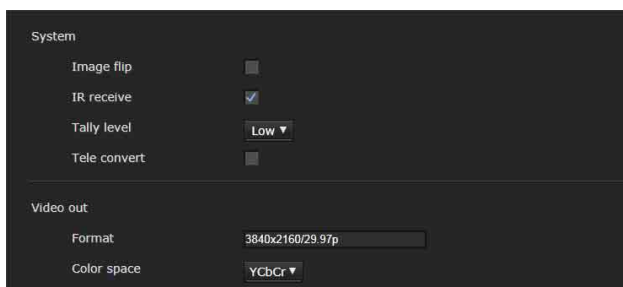 System
Image flip
IR receive
Tally level Low
Tele convert
Video out
Format 3840x2160/29.97p
Color space YCbCr